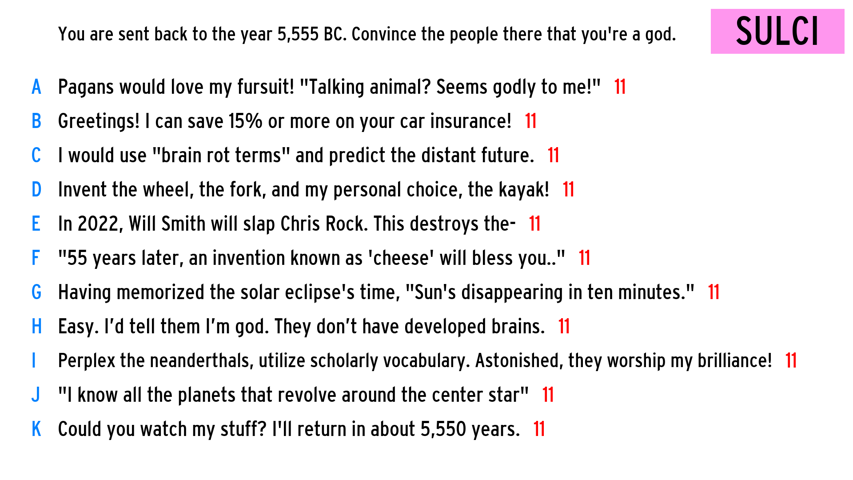 You are sent back to the year 5,555 BC. Convince the people there that you're a god.
SULCI
A Pagans would love my fursuit! "Talking animal? Seems godly to me!" 11
B Greetings! I can save 15% or more on your car insurance! 11
C I would use "brain rot terms" and predict the distant future. 11
D Invent the wheel, the fork, and my personal choice, the kayak! 11
E In 2022, Will Smith will slap Chris Rock. This destroys the- 11
F "55 years later, an invention known as 'cheese' will bless you.." 11
G Having memorized the solar eclipse's time, "Sun's disappearing in ten minutes." 11
H Easy. I’d tell them I’m god. They don’t have developed brains. 11
I Perplex the neanderthals, utilize scholarly vocabulary. Astonished, they worship my brilliance! 11
J "I know all the planets that revolve around the center star" 11
K Could you watch my stuff? I'll return in about 5,550 years. 11